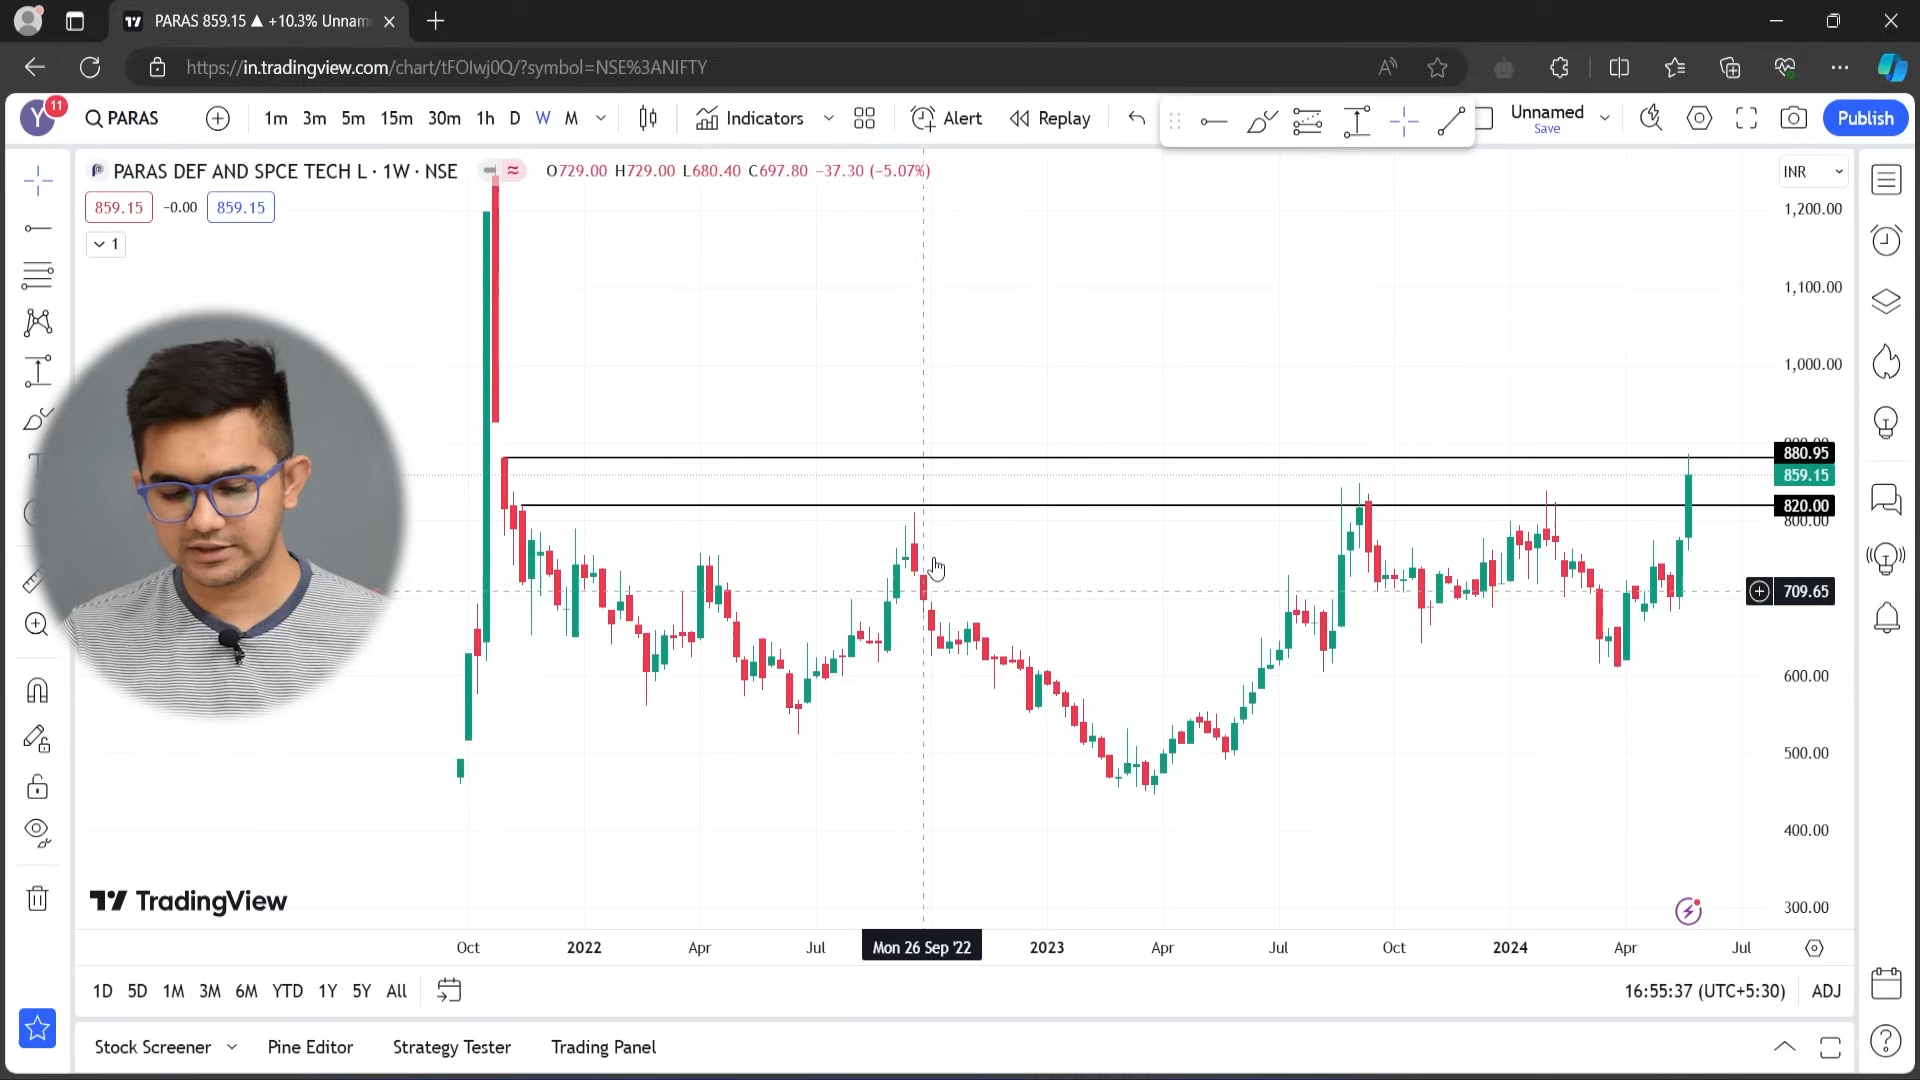 PARAS 859.15 ▲ +10.3% Unnam
https://in.tradingview.com/chart/tFOIwj0Q/?symbol=NSE%3ANIFTY
Y 11 PARAS 1m 3m 5m 15m 30m 1h D W M Indicators Alert Replay Unnamed Save Publish
PARAS DEF AND SPCE TECH L · 1W · NSE O729.00 H729.00 L680.40 C697.80 −37.30 (−5.07%) INR
859.15 -0.00 859.15
1
1,200.00
1,100.00
1,000.00
880.95
859.15
820.00
800.00
709.65
600.00
500.00
400.00
300.00
TradingView
Oct 2022 Apr Jul Mon 26 Sep '22 2023 Apr Jul Oct 2024 Apr Jul
1D 5D 1M 3M 6M YTD 1Y 5Y All 16:55:37 (UTC+5:30) ADJ
Stock Screener Pine Editor Strategy Tester Trading Panel